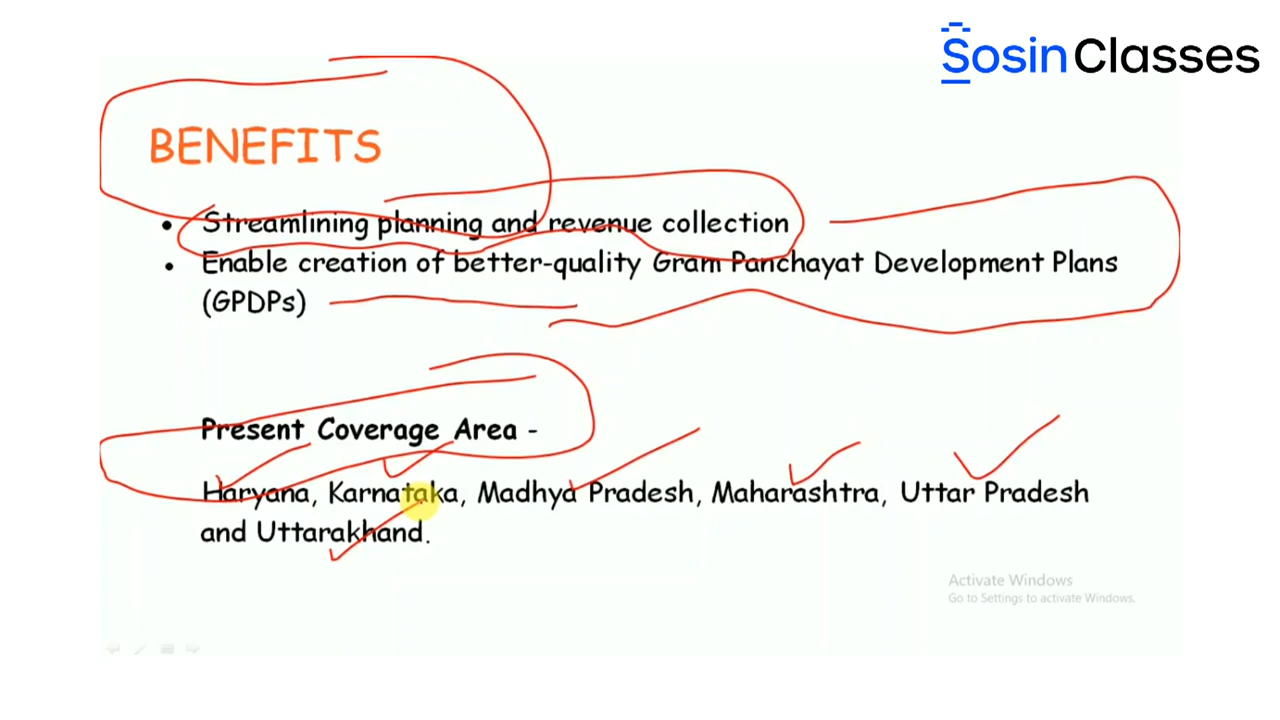 SosinClasses
BENEFITS
• Streamlining planning and revenue collection
• Enable creation of better-quality Gram Panchayat Development Plans
(GPDPs)
Present Coverage Area -
Haryana, Karnataka, Madhya Pradesh, Maharashtra, Uttar Pradesh
and Uttarakhand.
Activate Windows
Go to Settings to activate Windows.